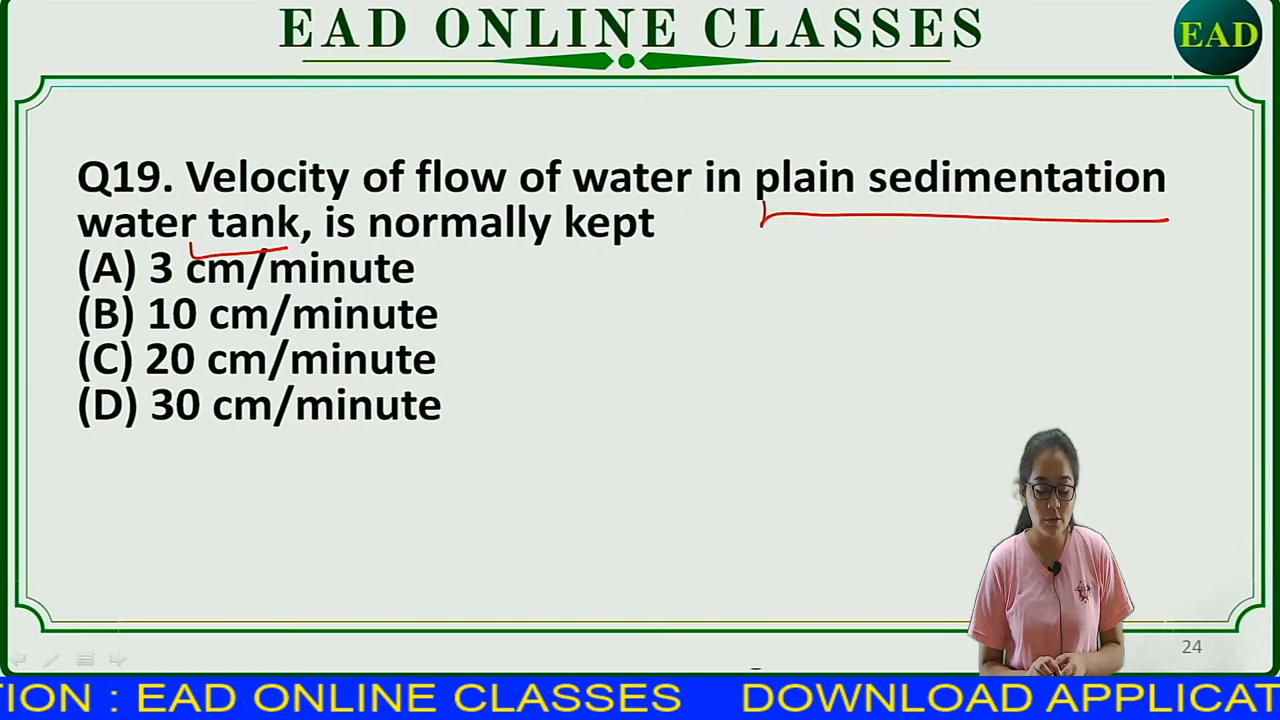 EAD ONLINE CLASSES
EAD
Q19. Velocity of flow of water in plain sedimentation
water tank, is normally kept
(A) 3 cm/minute
(B) 10 cm/minute
(C) 20 cm/minute
(D) 30 cm/minute
24
TION : EAD ONLINE CLASSES DOWNLOAD APPLICAT